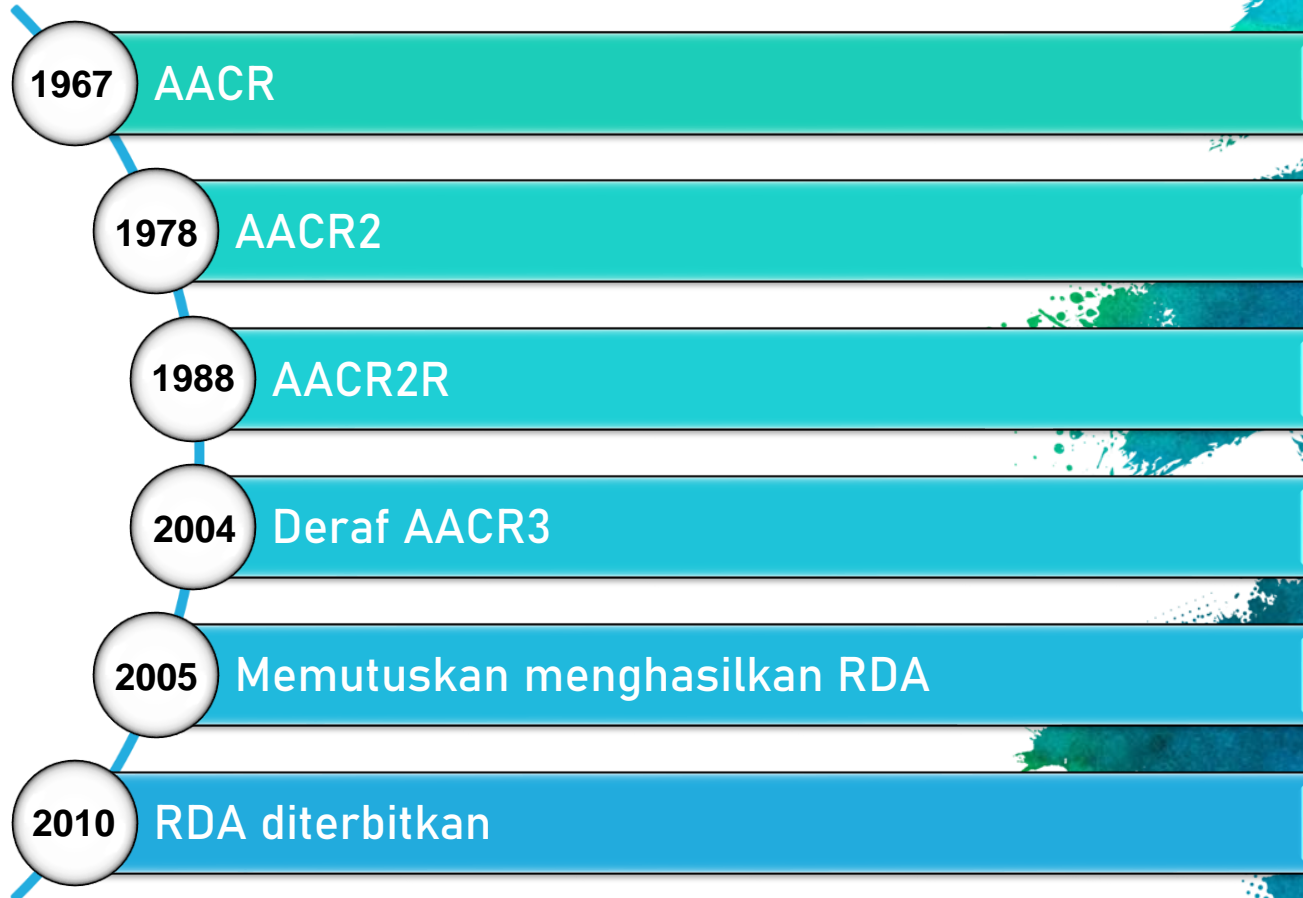 1967 AACR
1978 AACR2
1988 AACR2R
2004 Deraf AACR3
2005 Memutuskan menghasilkan RDA
2010 RDA diterbitkan